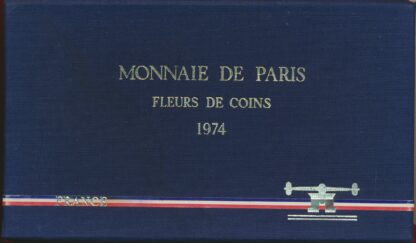 MONNAIE DE PARIS
FLEURS DE COINS
1974
FRANCE